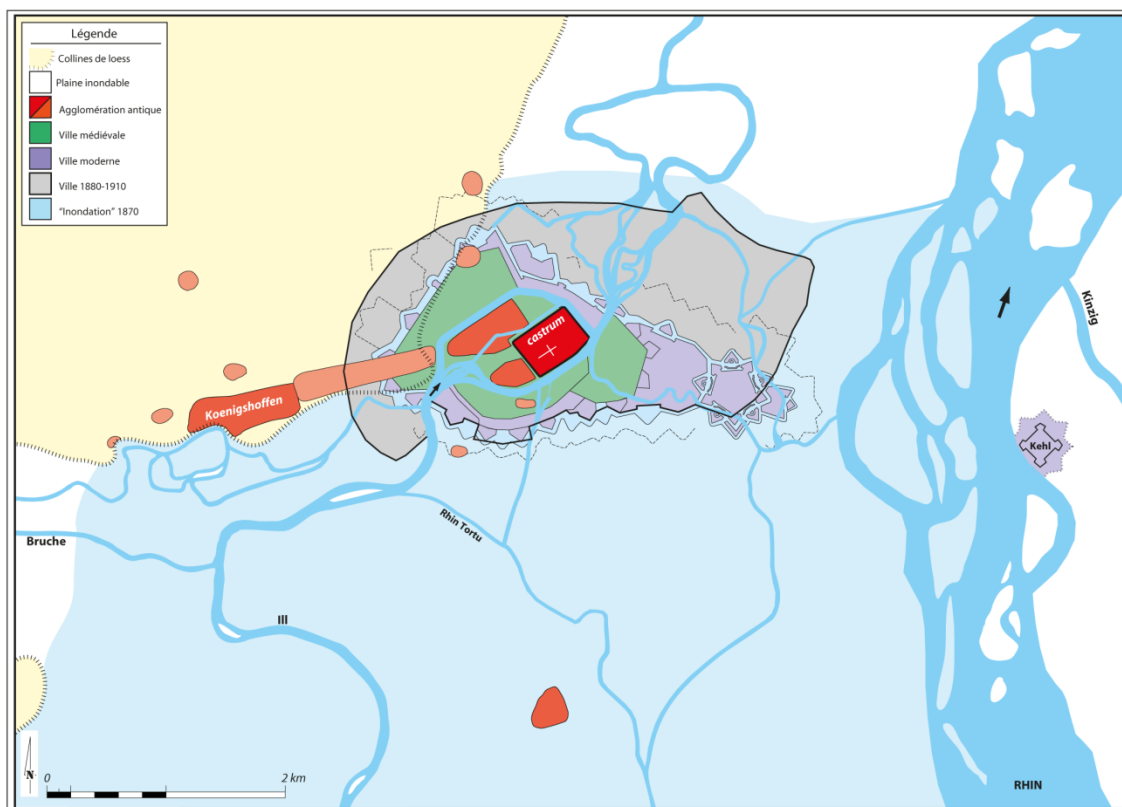 Légende
Collines de loess
Plaine inondable
Agglomération antique
Ville médiévale
Ville moderne
Ville 1880-1910
"Inondation" 1870
castrum
Koenigshoffen
Kinzig
Kehl
Rhin Tortu
Bruche
Ill
N
0
2 km
RHIN